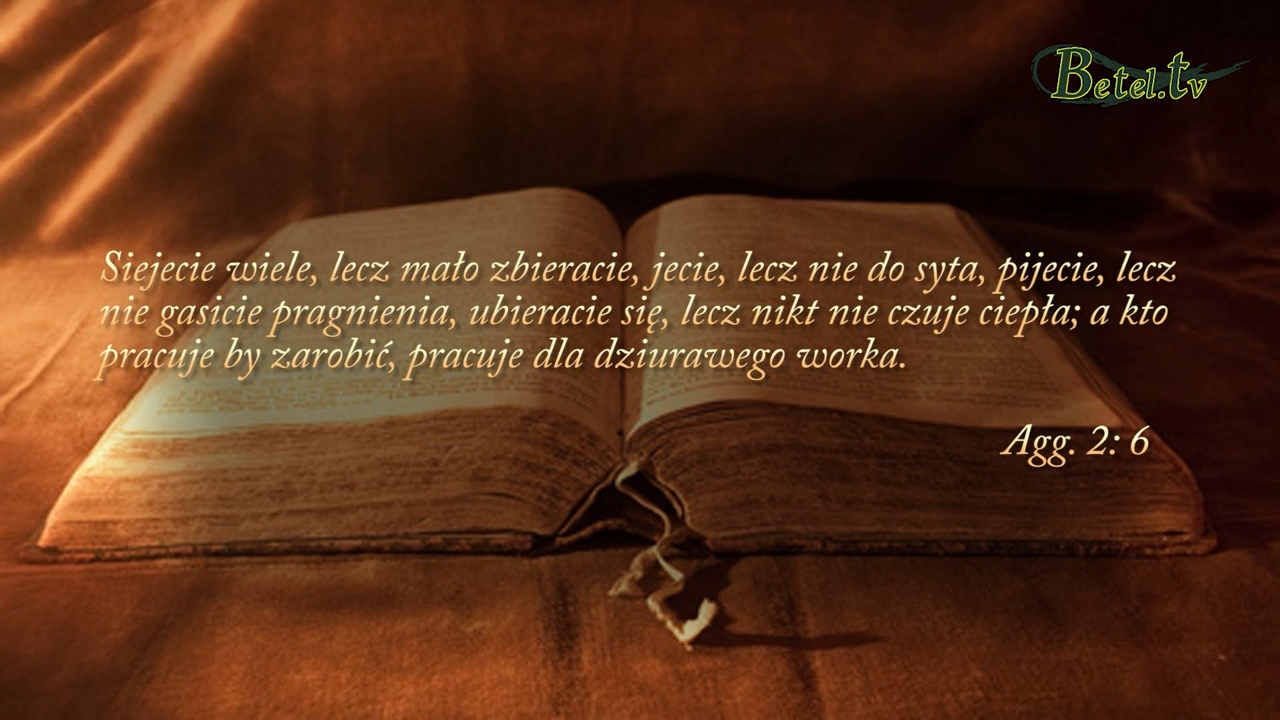 Betel.tv
Siejecie wiele, lecz mało zbieracie, jecie, lecz nie do syta, pijecie, lecz
nie gasicie pragnienia, ubieracie się, lecz nikt nie czuje ciepła; a kto
pracuje by zarobić, pracuje dla dziurawego worka.
Agg. 2: 6